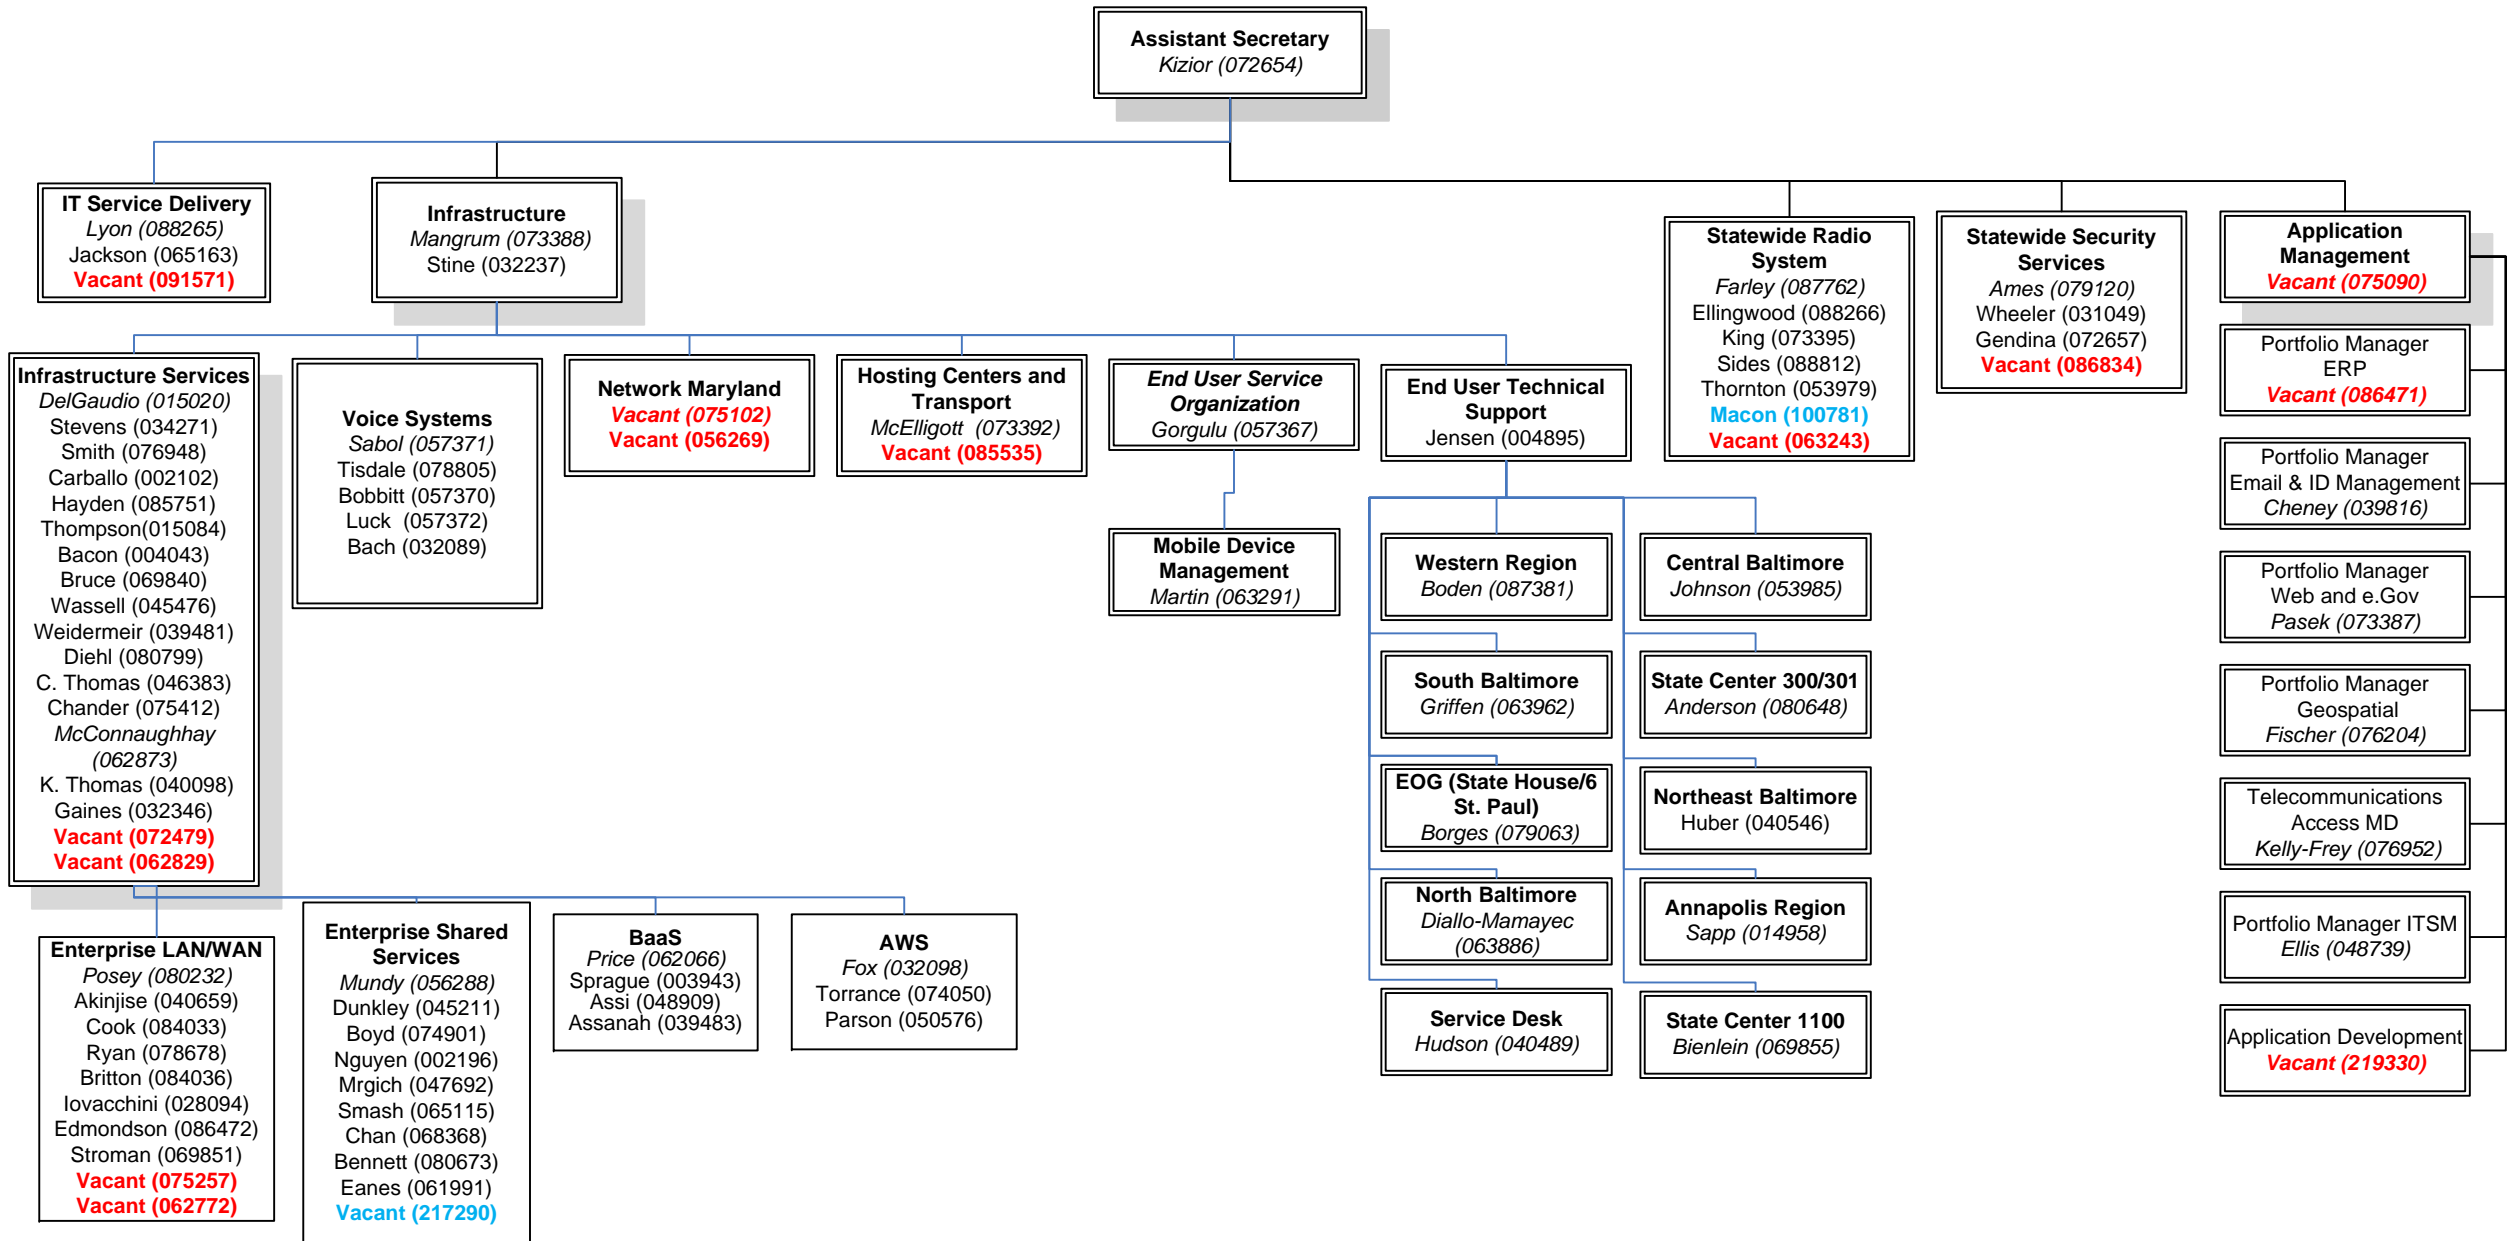 Assistant Secretary
Kizior (072654)
IT Service Delivery
Lyon (088265)
Jackson (065163)
Vacant (091571)
Infrastructure
Mangrum (073388)
Stine (032237)
Statewide Radio
System
Farley (087762)
Ellingwood (088266)
King (073395)
Sides (088812)
Thornton (053979)
Macon (100781)
Vacant (063243)
Statewide Security
Services
Ames (079120)
Wheeler (031049)
Gendina (072657)
Vacant (086834)
Application
Management
Vacant (075090)
Infrastructure Services
DelGaudio (015020)
Stevens (034271)
Smith (076948)
Carballo (002102)
Hayden (085751)
Thompson(015084)
Bacon (004043)
Bruce (069840)
Wassell (045476)
Weidermeir (039481)
Diehl (080799)
C. Thomas (046383)
Chander (075412)
McConnaughhay
(062873)
K. Thomas (040098)
Gaines (032346)
Vacant (072479)
Vacant (062829)
Voice Systems
Sabol (057371)
Tisdale (078805)
Bobbitt (057370)
Luck  (057372)
Bach (032089)
Network Maryland
Vacant (075102)
Vacant (056269)
Hosting Centers and
Transport
McElligott  (073392)
Vacant (085535)
End User Service
Organization
Gorgulu (057367)
End User Technical
Support
Jensen (004895)
Mobile Device
Management
Martin (063291)
Western Region
Boden (087381)
Central Baltimore
Johnson (053985)
South Baltimore
Griffen (063962)
State Center 300/301
Anderson (080648)
EOG (State House/6
St. Paul)
Borges (079063)
Northeast Baltimore
Huber (040546)
North Baltimore
Diallo-Mamayec
(063886)
Annapolis Region
Sapp (014958)
Service Desk
Hudson (040489)
State Center 1100
Bienlein (069855)
Portfolio Manager
ERP
Vacant (086471)
Portfolio Manager
Email & ID Management
Cheney (039816)
Portfolio Manager
Web and e.Gov
Pasek (073387)
Portfolio Manager
Geospatial
Fischer (076204)
Telecommunications
Access MD
Kelly-Frey (076952)
Portfolio Manager ITSM
Ellis (048739)
Application Development
Vacant (219330)
Enterprise LAN/WAN
Posey (080232)
Akinjise (040659)
Cook (084033)
Ryan (078678)
Britton (084036)
Iovacchini (028094)
Edmondson (086472)
Stroman (069851)
Vacant (075257)
Vacant (062772)
Enterprise Shared
Services
Mundy (056288)
Dunkley (045211)
Boyd (074901)
Nguyen (002196)
Mrgich (047692)
Smash (065115)
Chan (068368)
Bennett (080673)
Eanes (061991)
Vacant (217290)
BaaS
Price (062066)
Sprague (003943)
Assi (048909)
Assanah (039483)
AWS
Fox (032098)
Torrance (074050)
Parson (050576)